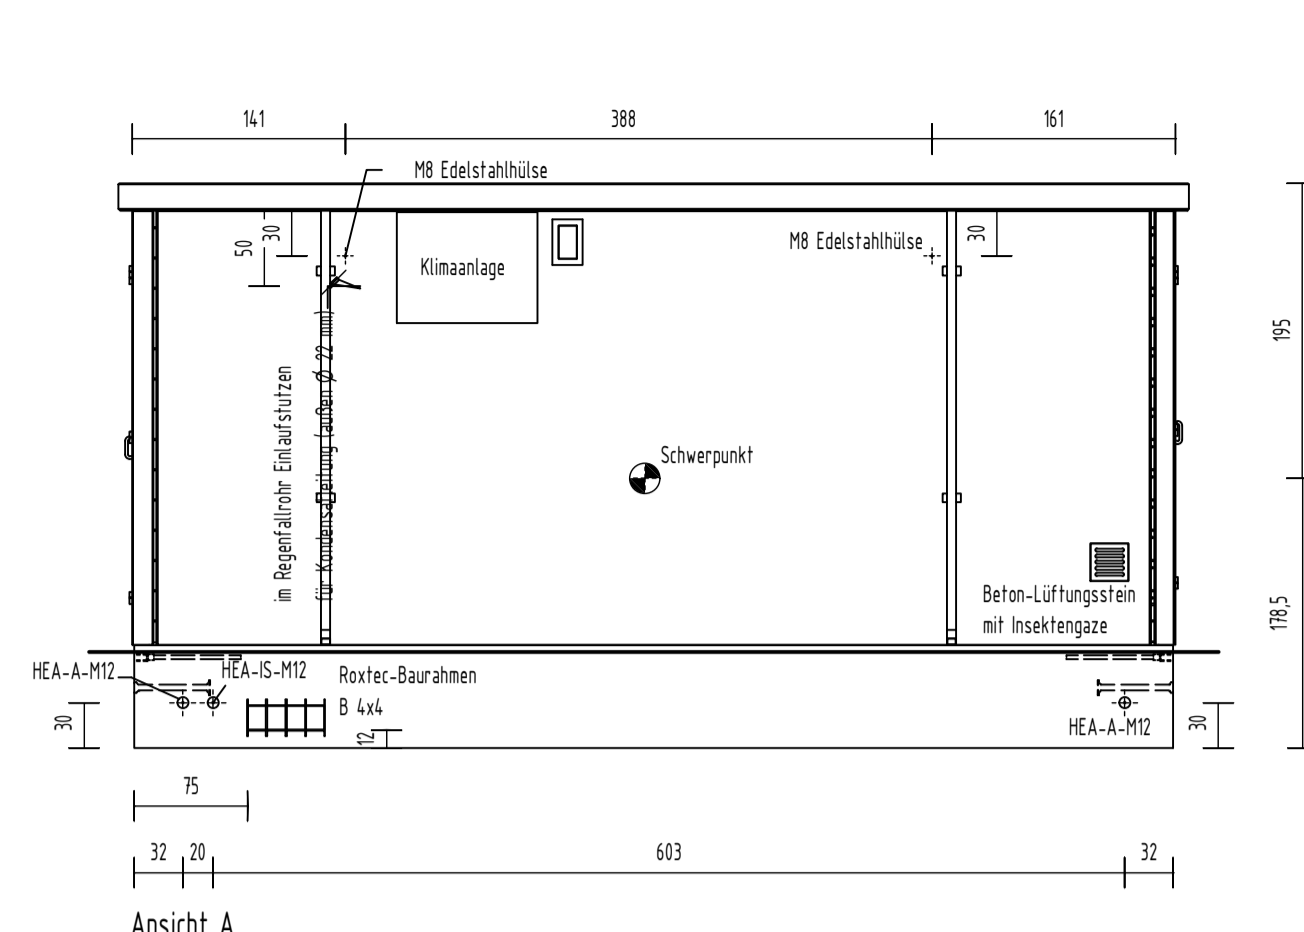 141
388
161
M8 Edelstahlhülse
50
30
M8 Edelstahlhülse
30
Klimaanlage
195
im Regenfallrohr Einlaufstutzen
für Kondensatleitung (außen Ø 22 mm)
Schwerpunkt
Beton-Lüftungsstein
mit Insektengaze
178,5
HEA-A-M12
HEA-IS-M12
Roxtec-Baurahmen
B 4x4
30
12
HEA-A-M12
30
75
32
20
603
32
Ansicht A